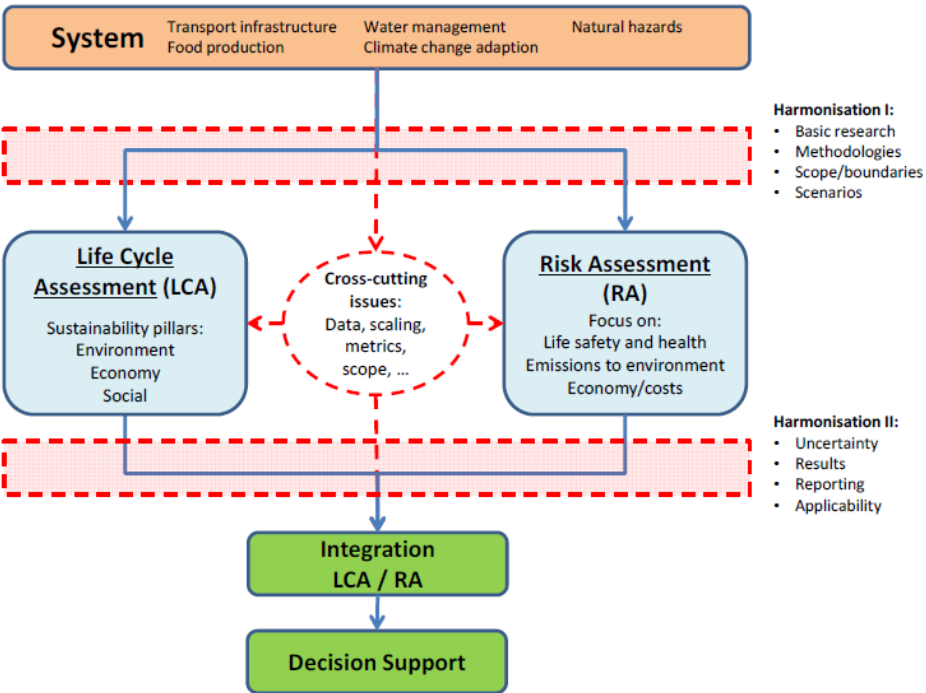 System
Transport infrastructure Water management Natural hazards
Food production Climate change adaption
Harmonisation I:
• Basic research
• Methodologies
• Scope/boundaries
• Scenarios
Life Cycle
Assessment (LCA)
Sustainability pillars:
Environment
Economy
Social
Cross-cutting
issues:
Data, scaling,
metrics,
scope, ...
Risk Assessment
(RA)
Focus on:
Life safety and health
Emissions to environment
Economy/costs
Harmonisation II:
• Uncertainty
• Results
• Reporting
• Applicability
Integration
LCA / RA
Decision Support